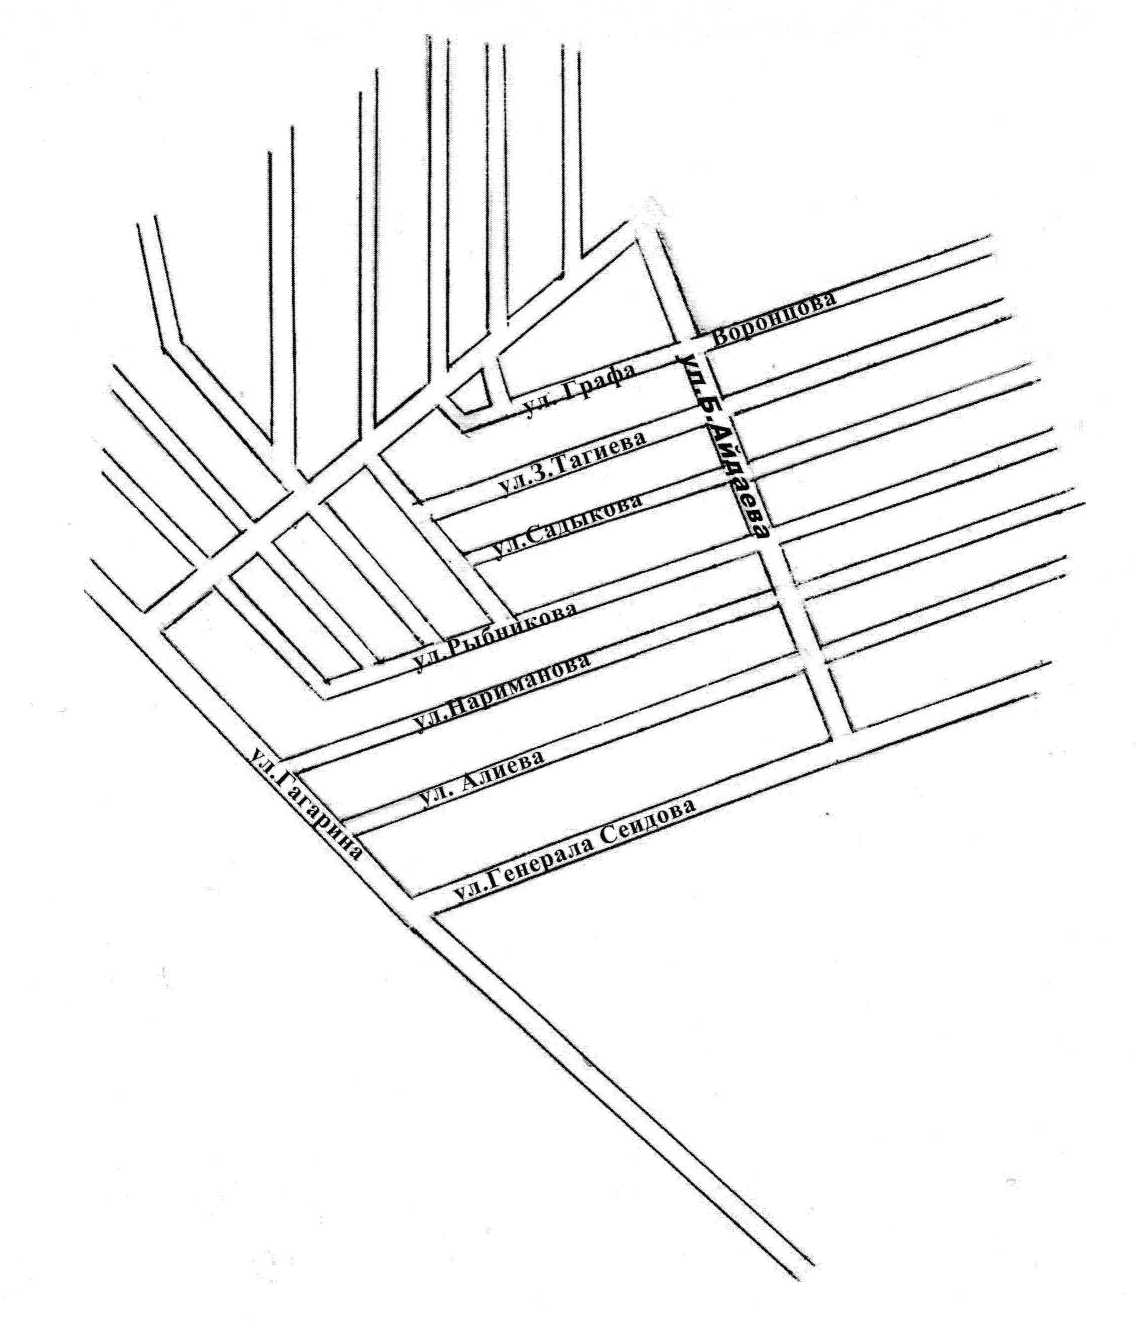 ул. Графа Воронцова
ул.Б.Айдаева
ул.З.Тагиева
ул.Садыкова
ул.Рыбникова
ул.Нариманова
ул. Алиева
ул.Гагарина
ул.Генерала Сеидова